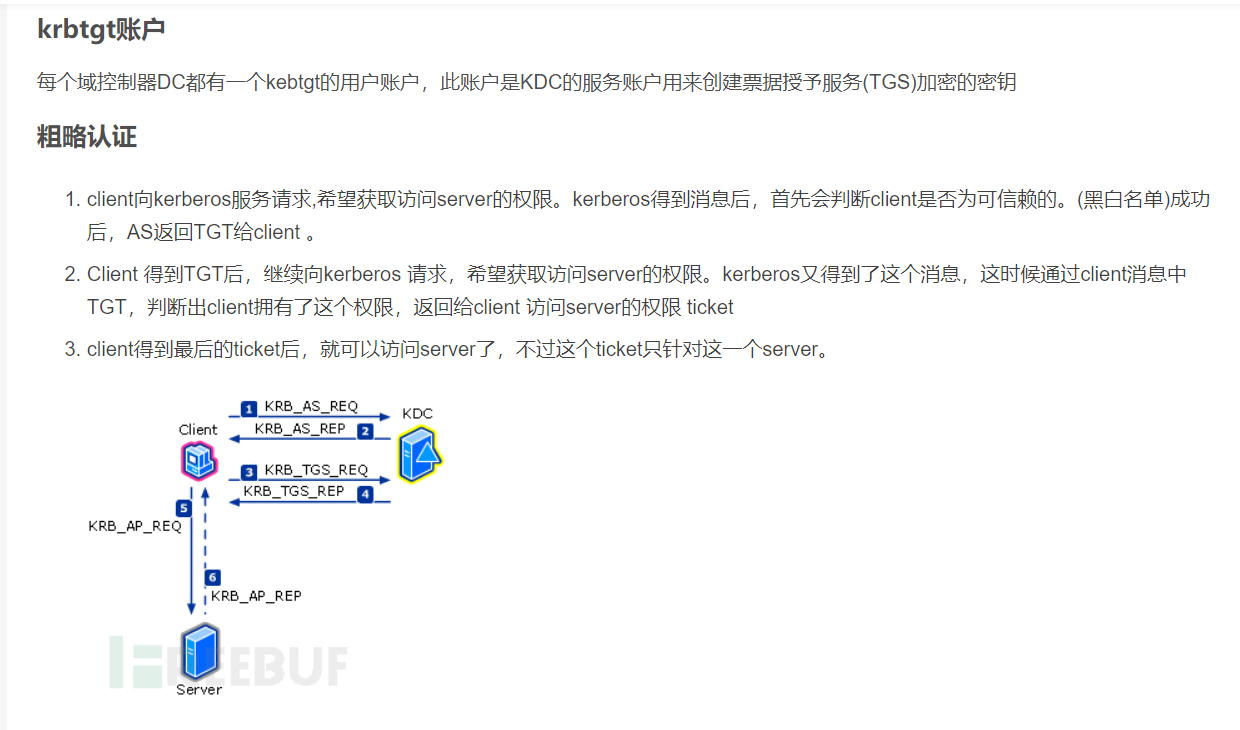 krbtgt账户
每个域控制器DC都有一个kebtgt的用户账户，此账户是KDC的服务账户用来创建票据授予服务(TGS)加密的密钥
粗略认证
1. client向kerberos服务请求,希望获取访问server的权限。kerberos得到消息后，首先会判断client是否为可信赖的。(黑白名单)成功
后，AS返回TGT给client 。
2. Client 得到TGT后，继续向kerberos 请求，希望获取访问server的权限。kerberos又得到了这个消息，这时候通过client消息中
TGT，判断出client拥有了这个权限，返回给client 访问server的权限 ticket
3. client得到最后的ticket后，就可以访问server了，不过这个ticket只针对这一个server。
1 KRB_AS_REQ
KDC
Client
KRB_AS_REP 2
3 KRB_TGS_REQ
KRB_TGS_REP 4
5
KRB_AP_REQ
6
KRB_AP_REP
FREEBUF
Server